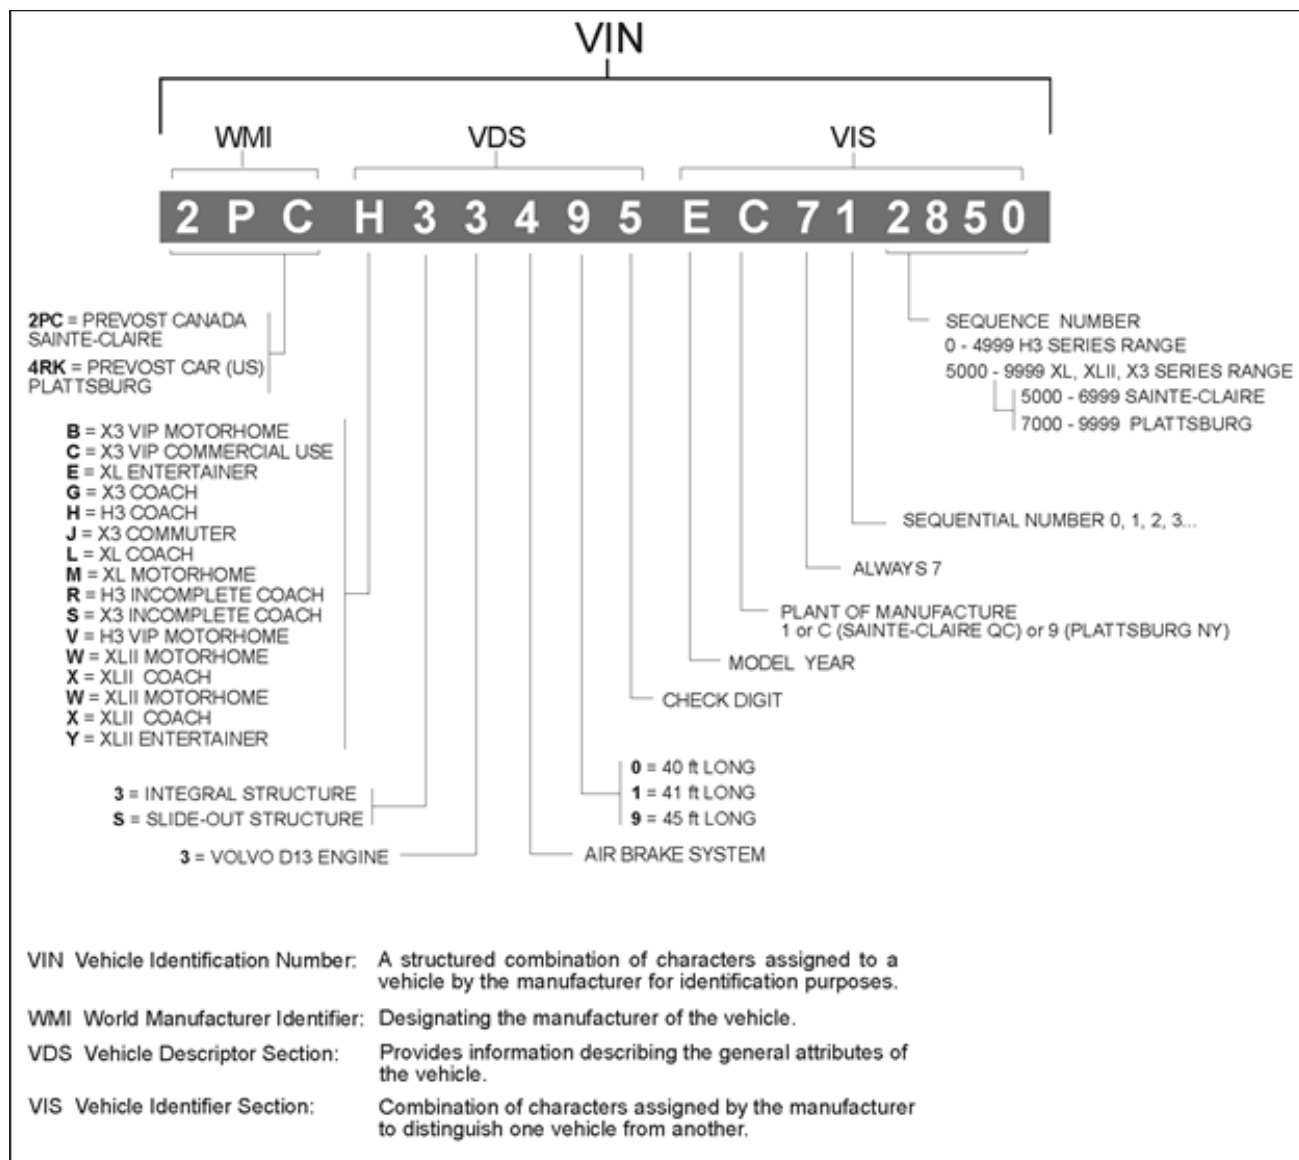 VIN
WMI VDS VIS
2 P C H 3 3 4 9 5 E C 7 1 2 8 5 0
2PC = PREVOST CANADA
SAINTE-CLAIRE
4RK = PREVOST CAR (US)
PLATTSBURG
B = X3 VIP MOTORHOME
C = X3 VIP COMMERCIAL USE
E = XL ENTERTAINER
G = X3 COACH
H = H3 COACH
J = X3 COMMUTER
L = XL COACH
M = XL MOTORHOME
R = H3 INCOMPLETE COACH
S = X3 INCOMPLETE COACH
V = H3 VIP MOTORHOME
W = XLII MOTORHOME
X = XLII COACH
W = XLII MOTORHOME
X = XLII COACH
Y = XLII ENTERTAINER
3 = INTEGRAL STRUCTURE
S = SLIDE-OUT STRUCTURE
3 = VOLVO D13 ENGINE
AIR BRAKE SYSTEM
0 = 40 ft LONG
1 = 41 ft LONG
9 = 45 ft LONG
CHECK DIGIT
MODEL YEAR
PLANT OF MANUFACTURE
1 or C (SAINTE-CLAIRE QC) or 9 (PLATTSBURG NY)
ALWAYS 7
SEQUENTIAL NUMBER 0, 1, 2, 3...
SEQUENCE NUMBER
0 - 4999 H3 SERIES RANGE
5000 - 9999 XL, XLII, X3 SERIES RANGE
5000 - 6999 SAINTE-CLAIRE
7000 - 9999 PLATTSBURG
VIN Vehicle Identification Number: A structured combination of characters assigned to a
vehicle by the manufacturer for identification purposes.
WMI World Manufacturer Identifier: Designating the manufacturer of the vehicle.
VDS Vehicle Descriptor Section: Provides information describing the general attributes of
the vehicle.
VIS Vehicle Identifier Section: Combination of characters assigned by the manufacturer
to distinguish one vehicle from another.